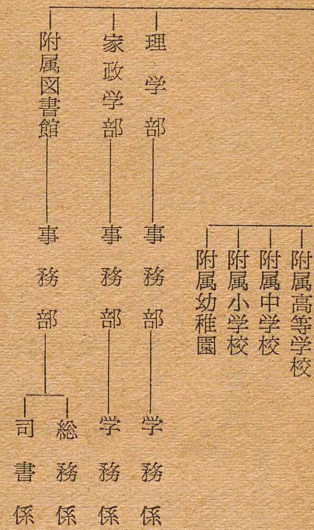 附属高等学校
附属中学校
附属小学校
附属幼稚園
理学部 事務部 学務係
家政学部 事務部 学務係
附属図書館 事務部 総務係
司書係